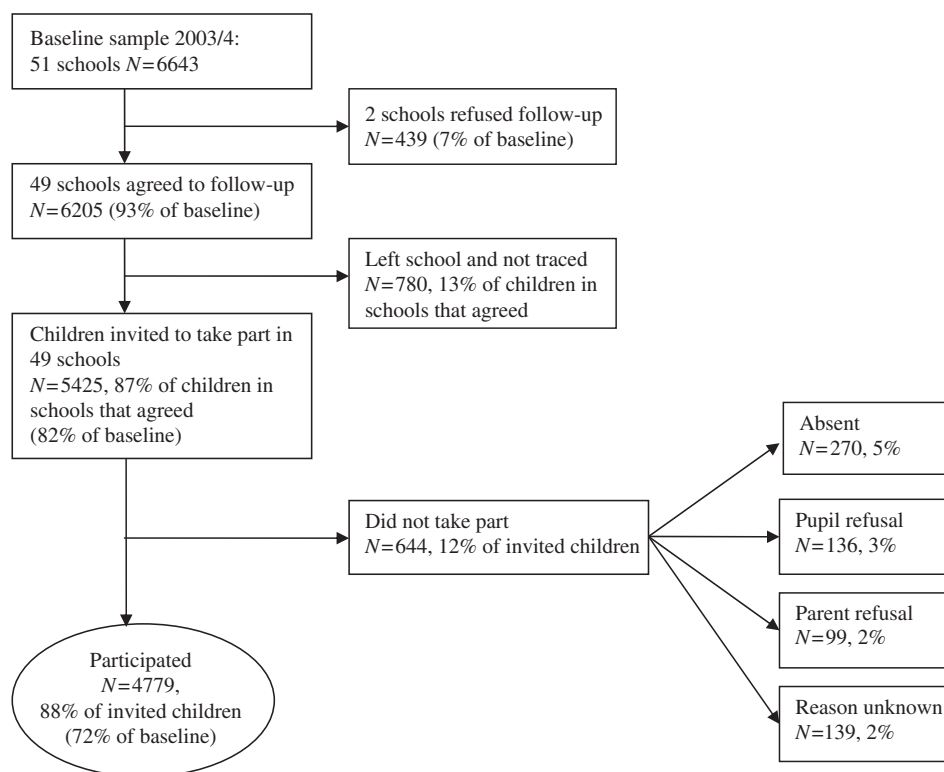 Baseline sample 2003/4:
51 schools N=6643
2 schools refused follow-up
N=439 (7% of baseline)
49 schools agreed to follow-up
N=6205 (93% of baseline)
Left school and not traced
N=780, 13% of children in
schools that agreed
Children invited to take part in
49 schools
N=5425, 87% of children in
schools that agreed
(82% of baseline)
Did not take part
N=644, 12% of invited children
Absent
N=270, 5%
Pupil refusal
N=136, 3%
Parent refusal
N=99, 2%
Reason unknown
N=139, 2%
Participated
N=4779,
88% of invited children
(72% of baseline)